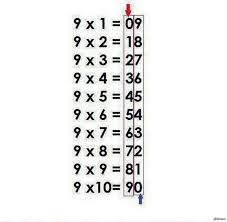 9 x 1 = 09
9 x 2 = 18
9 x 3 = 27
9 x 4 = 36
9 x 5 = 45
9 x 6 = 54
9 x 7 = 63
9 x 8 = 72
9 x 9 = 81
9 x10= 90